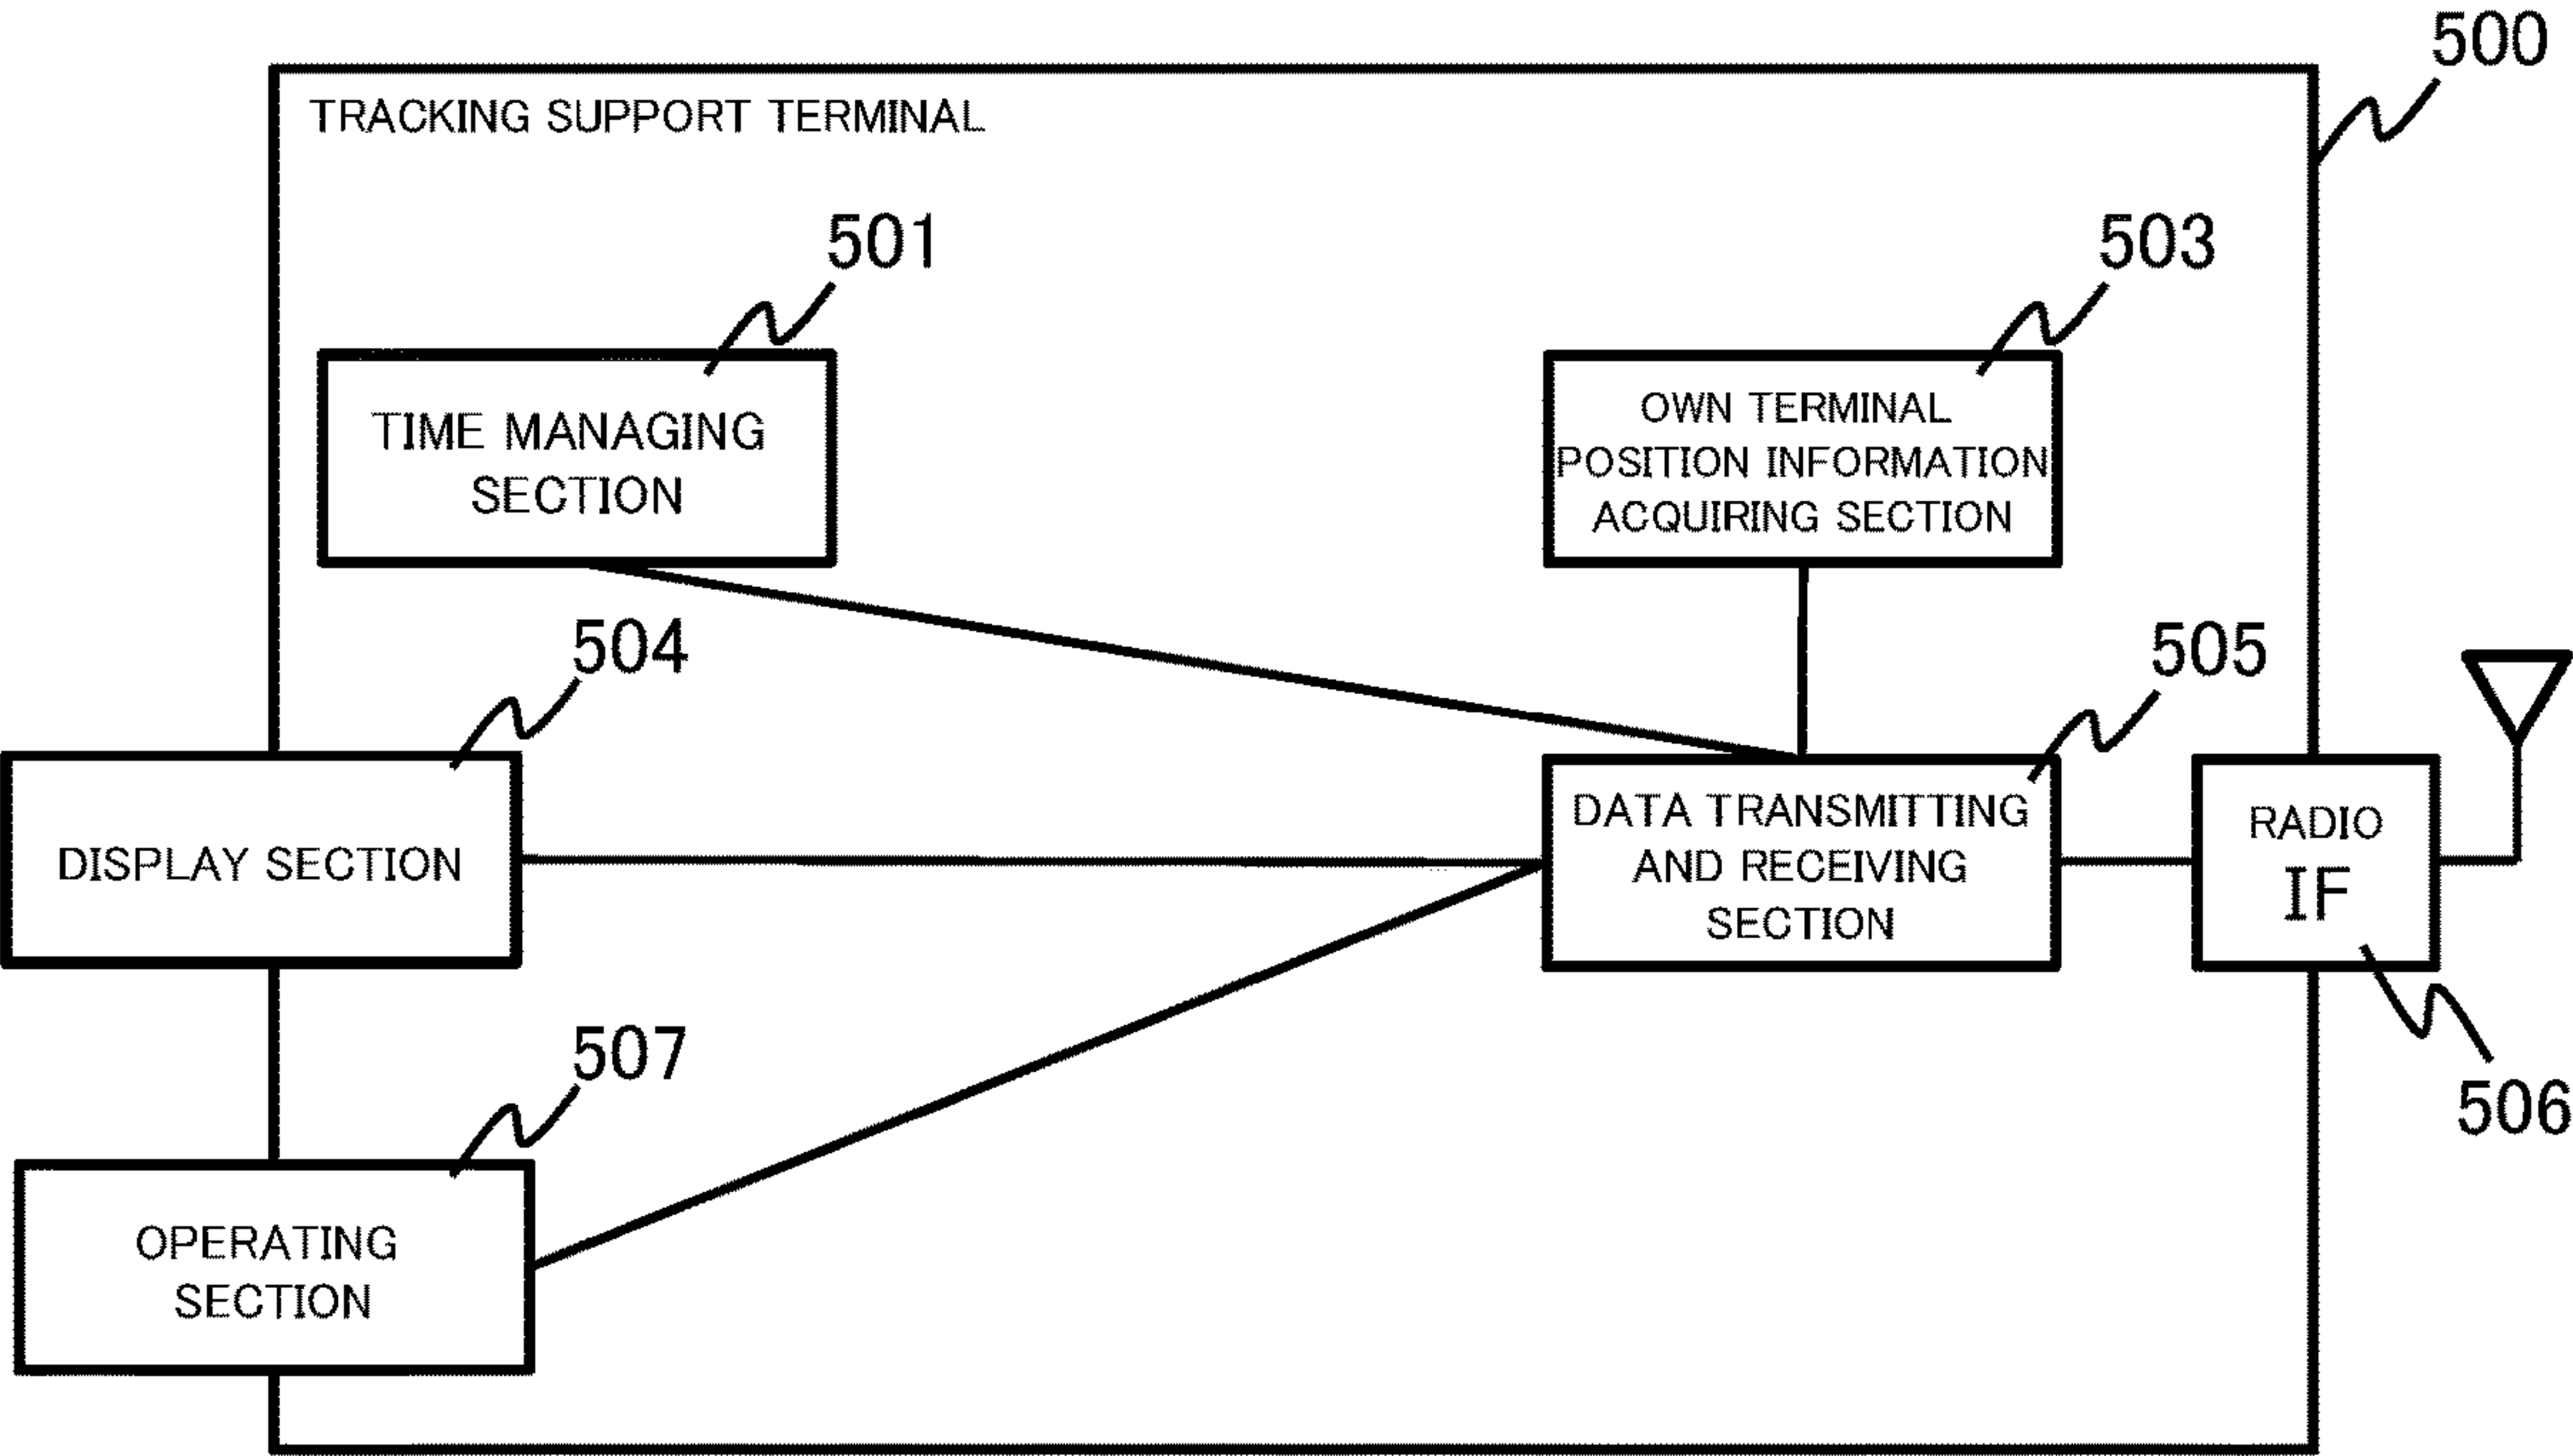 500
TRACKING SUPPORT TERMINAL
501
503
TIME MANAGING
SECTION
OWN TERMINAL
POSITION INFORMATION
ACQUIRING SECTION
504
505
DISPLAY SECTION
DATA TRANSMITTING
AND RECEIVING
SECTION
RADIO
IF
507
506
OPERATING
SECTION